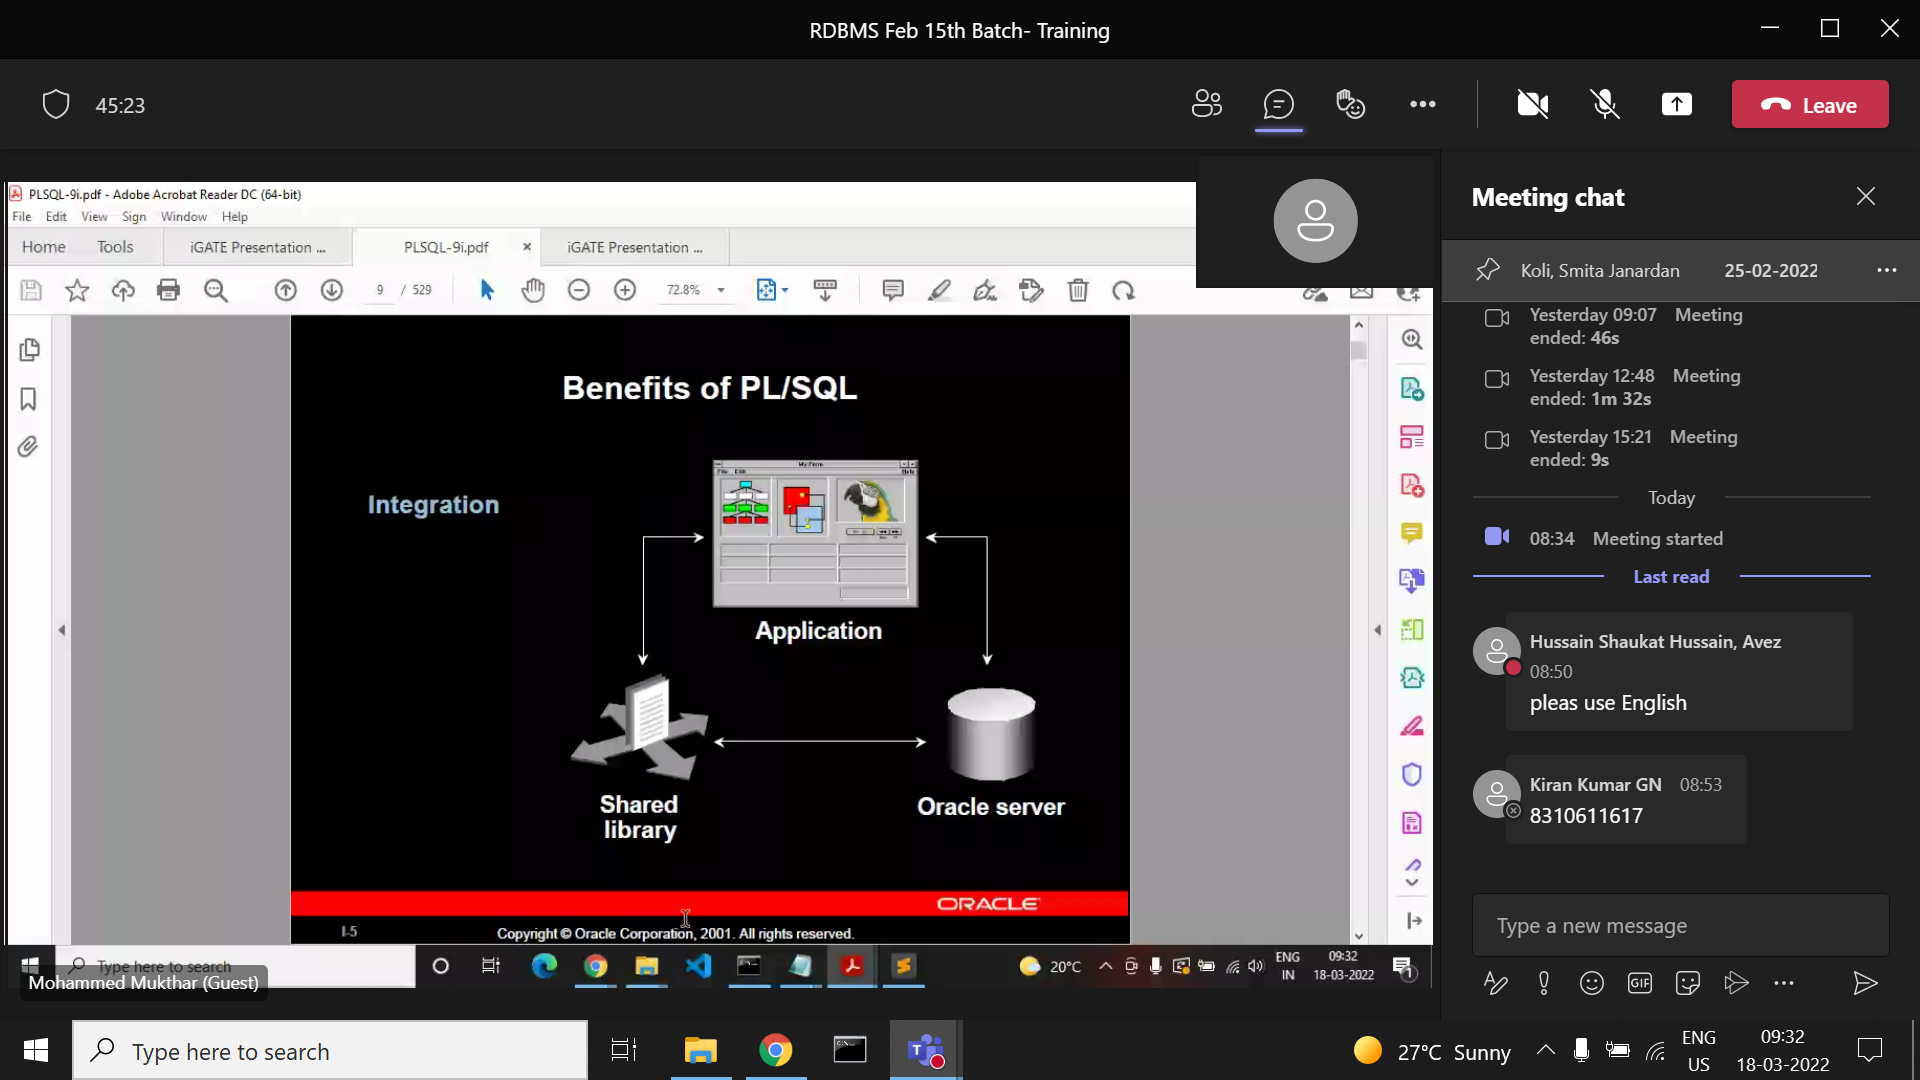 RDBMS Feb 15th Batch- Training
45:23
Leave
PLSQL-9i.pdf - Adobe Acrobat Reader DC (64-bit)
File Edit View Sign Window Help
Home Tools iGATE Presentation ... PLSQL-9i.pdf × iGATE Presentation ...
9 / 529 72.8%
Benefits of PL/SQL
Integration
Application
Shared
library
Oracle server
ORACLE
I-5
Copyright © Oracle Corporation, 2001. All rights reserved.
Type here to search
20°C
ENG
IN
09:32
18-03-2022
1
Mohammed Mukthar (Guest)
Meeting chat
Koli, Smita Janardan 25-02-2022 ...
Yesterday 09:07 Meeting
ended: 46s
Yesterday 12:48 Meeting
ended: 1m 32s
Yesterday 15:21 Meeting
ended: 9s
Today
08:34 Meeting started
Last read
Hussain Shaukat Hussain, Avez
08:50
pleas use English
Kiran Kumar GN 08:53
8310611617
Type a new message
GIF
Type here to search
27°C Sunny
ENG
US
09:32
18-03-2022